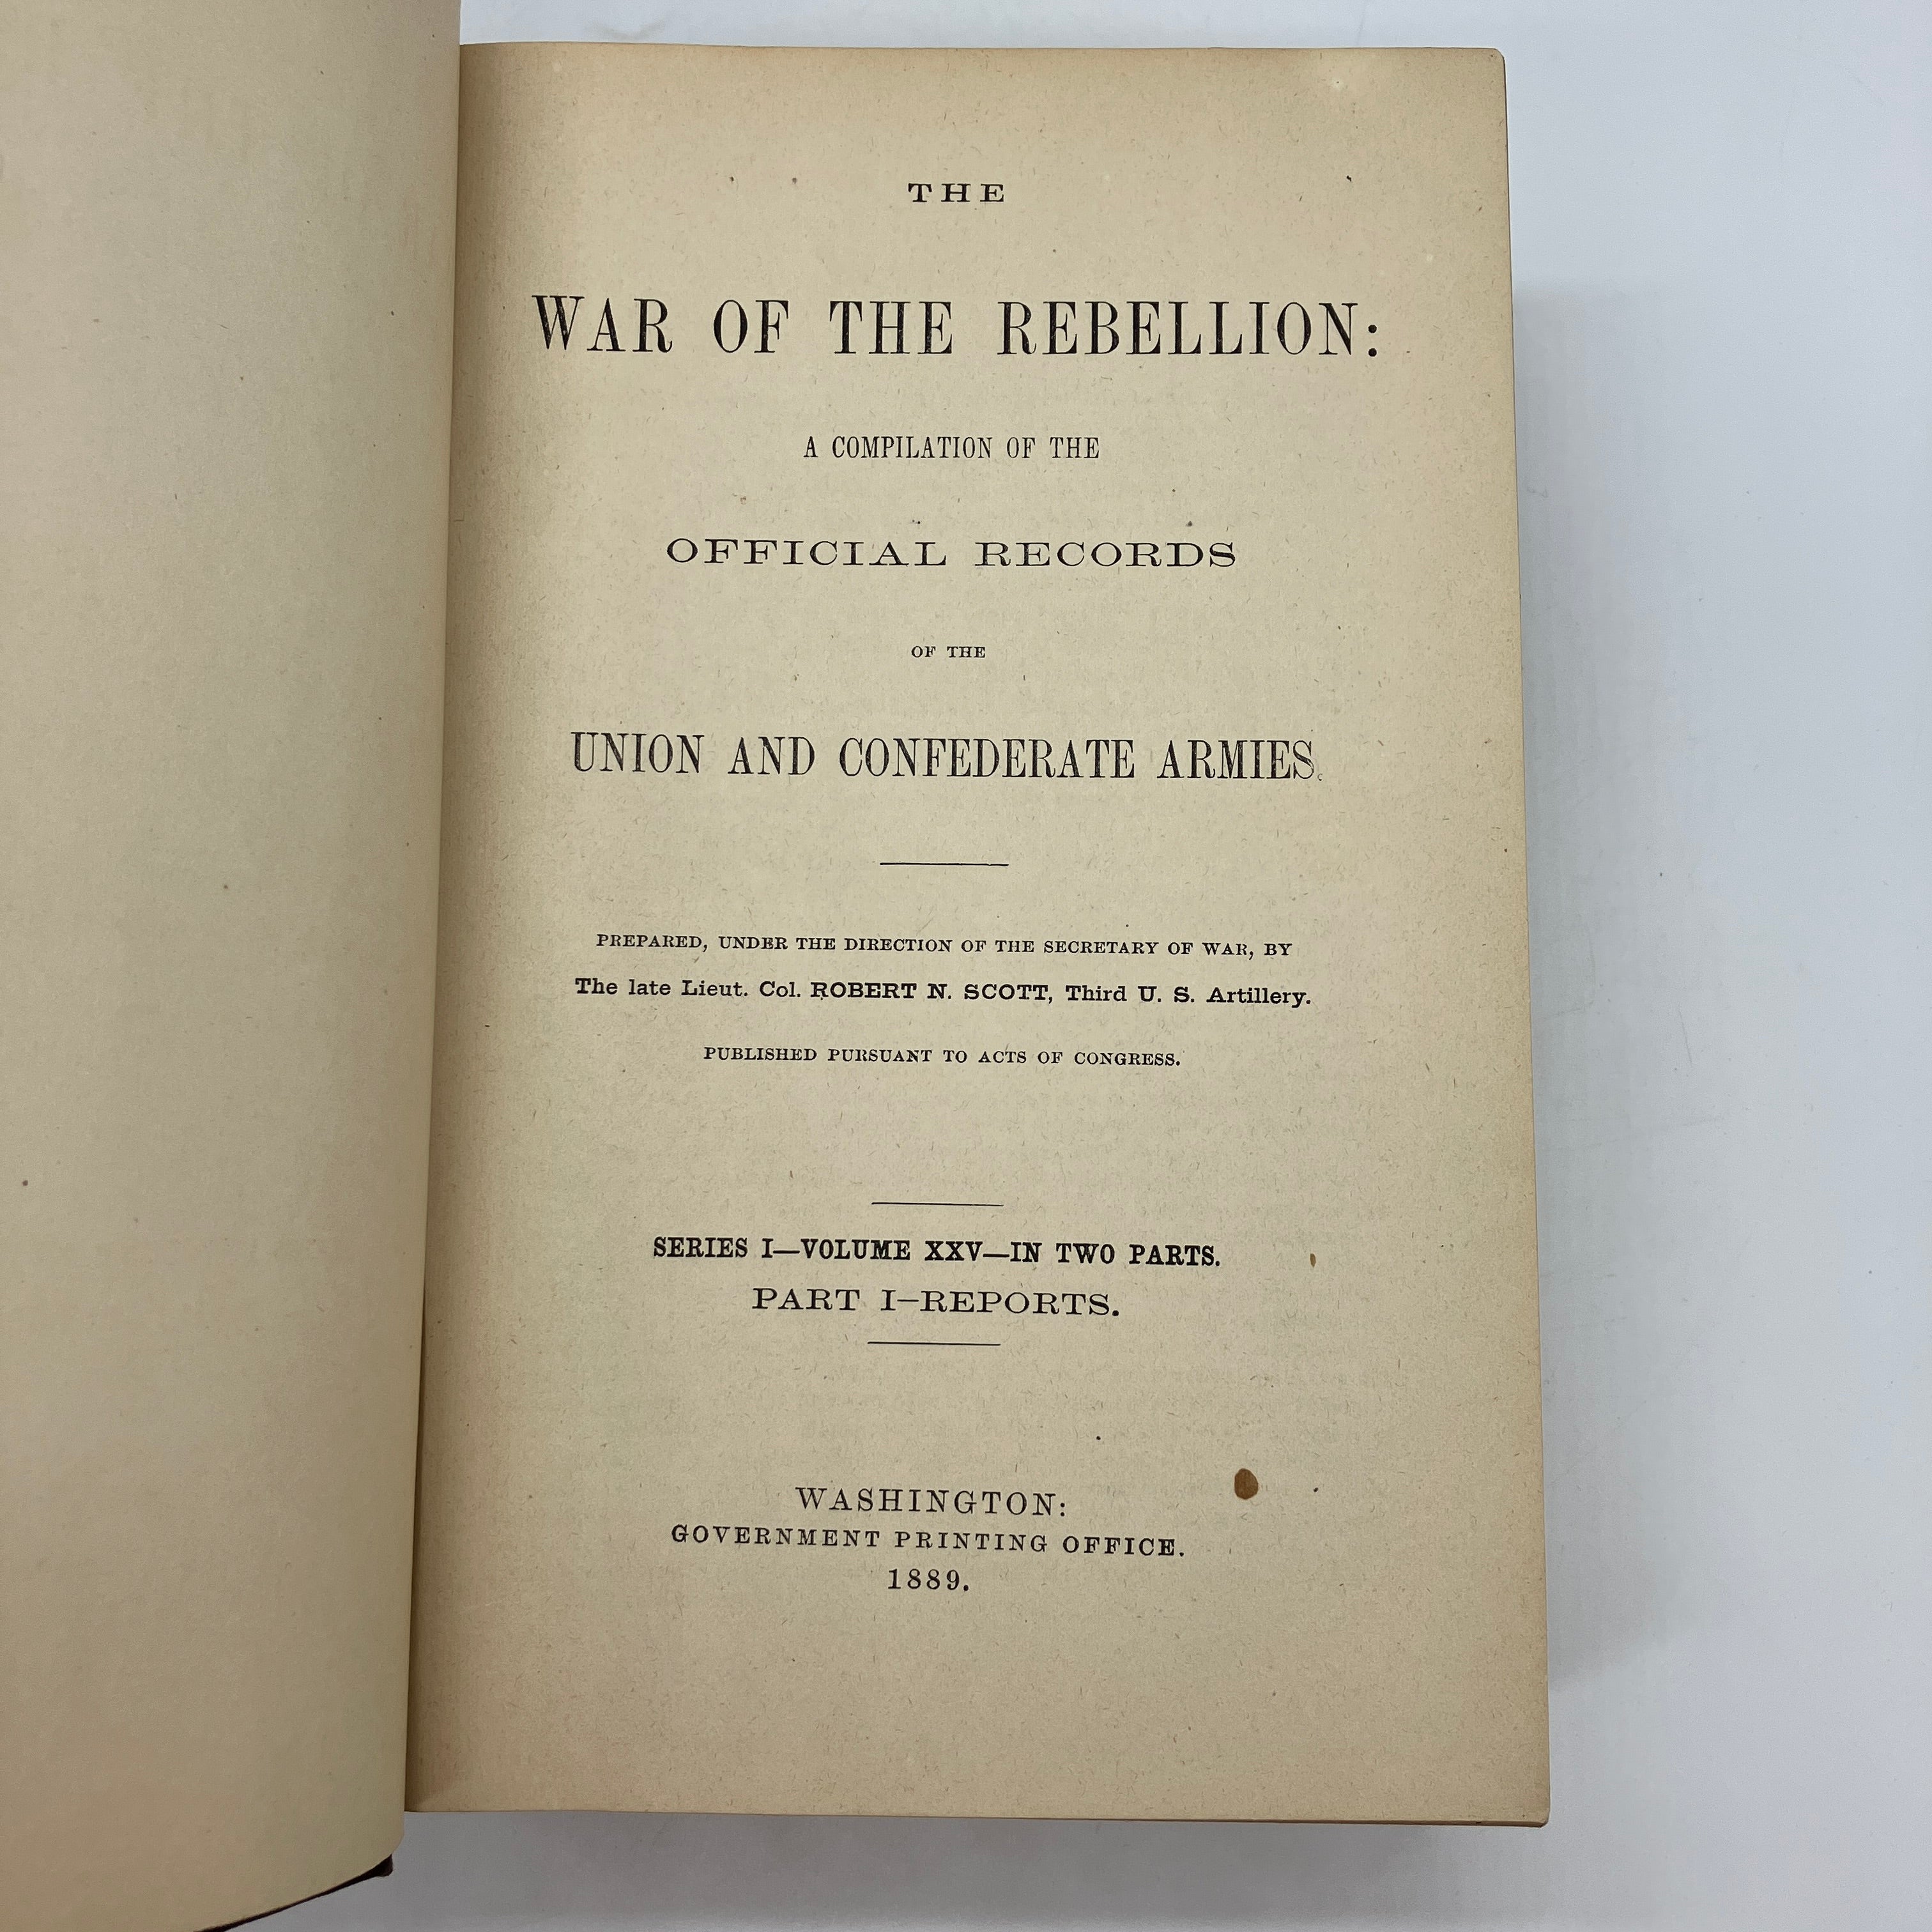 THE
WAR OF THE REBELLION:
A COMPILATION OF THE
OFFICIAL RECORDS
OF THE
UNION AND CONFEDERATE ARMIES.
PREPARED, UNDER THE DIRECTION OF THE SECRETARY OF WAR, BY
The late Lieut. Col. ROBERT N. SCOTT, Third U. S. Artillery.
PUBLISHED PURSUANT TO ACTS OF CONGRESS.
SERIES I—VOLUME XXV—IN TWO PARTS.
PART I—REPORTS.
WASHINGTON:
GOVERNMENT PRINTING OFFICE.
1889.